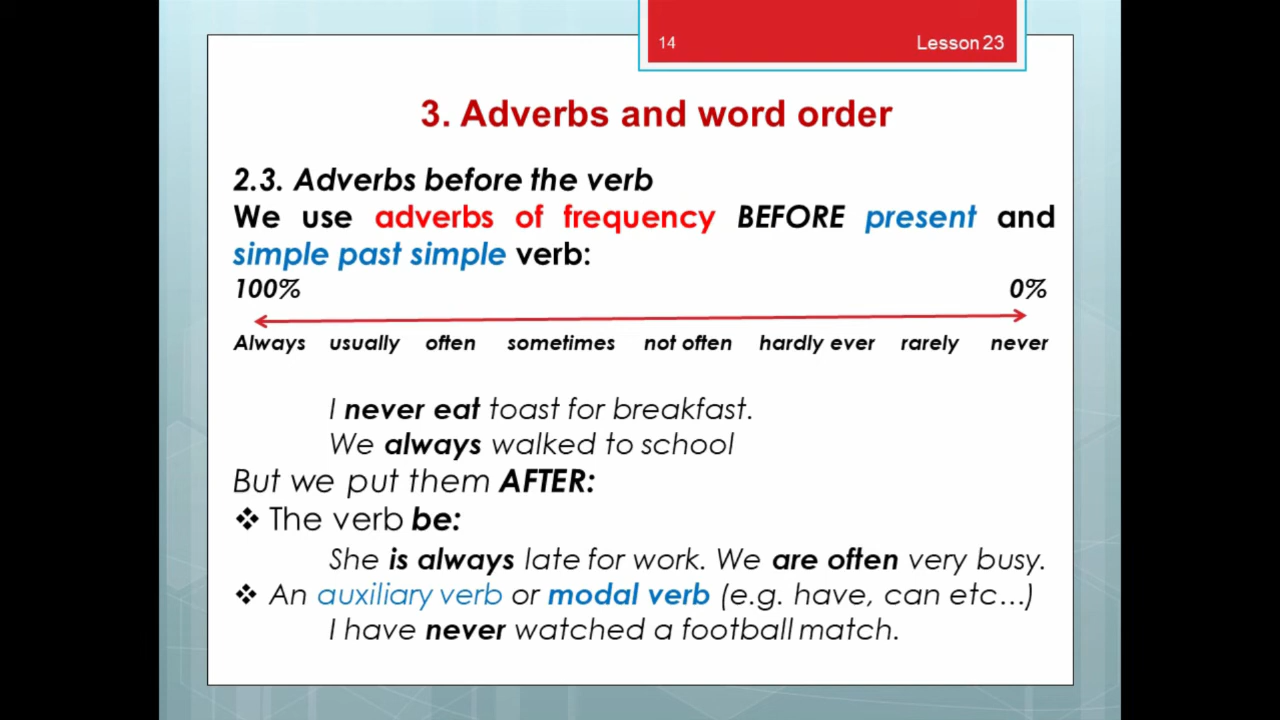 14 Lesson 23
3. Adverbs and word order
2.3. Adverbs before the verb
We use adverbs of frequency BEFORE present and
simple past simple verb:
100% 0%
Always usually often sometimes not often hardly ever rarely never
I never eat toast for breakfast.
We always walked to school
But we put them AFTER:
❖ The verb be:
She is always late for work. We are often very busy.
❖ An auxiliary verb or modal verb (e.g. have, can etc...)
I have never watched a football match.